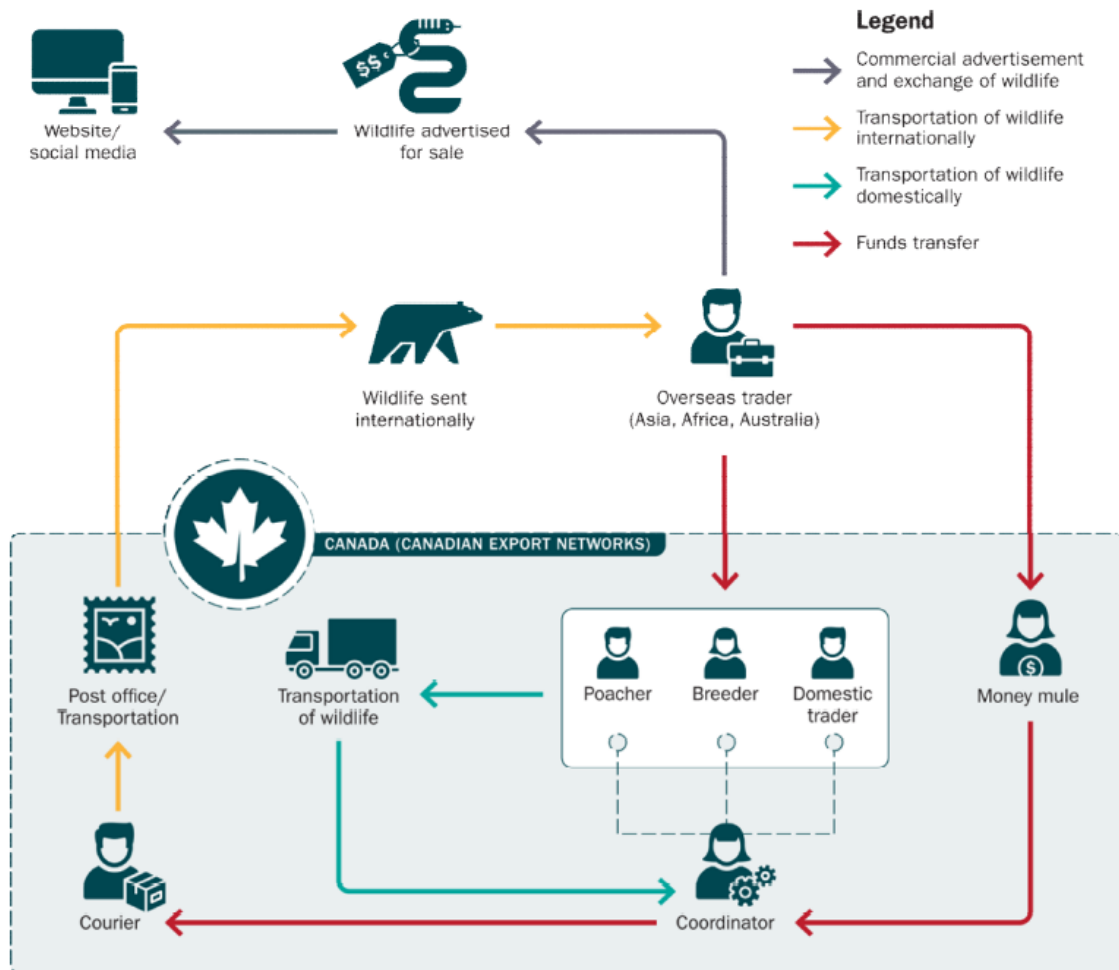 Legend
Commercial advertisement
and exchange of wildlife
Transportation of wildlife
internationally
Transportation of wildlife
domestically
Funds transfer
$$
Website/
social media
Wildlife advertised
for sale
Wildlife sent
internationally
Overseas trader
(Asia, Africa, Australia)
CANADA (CANADIAN EXPORT NETWORKS)
Post office/
Transportation
Transportation
of wildlife
Poacher
Breeder
Domestic
trader
$
Money mule
Courier
Coordinator